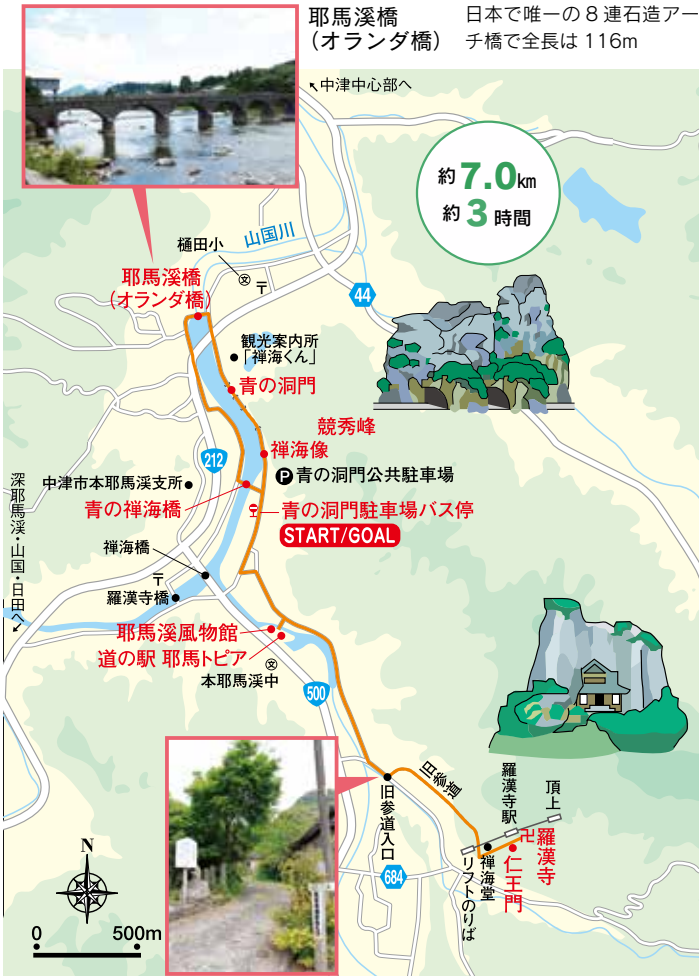 耶馬溪橋
(オランダ橋)
日本で唯一の8連石造アー
チ橋で全長は116m
↖中津中心部へ
約7.0km
約3時間
山国川
樋田小
文
〒
耶馬溪橋
(オランダ橋)
44
観光案内所
「禅海くん」
青の洞門
競秀峰
禅海像
212
P青の洞門公共駐車場
中津市本耶馬渓支所
青の禅海橋
青の洞門駐車場バス停
START/GOAL
深耶馬渓・山国・日田へ
禅海橋
〒
羅漢寺橋
耶馬溪風物館
道の駅 耶馬トピア
文
本耶馬渓中
500
旧参道
旧参道入口
羅漢寺駅
頂上
卍羅漢寺
仁王門
禅海堂
リフトのりば
684
N
0 500m